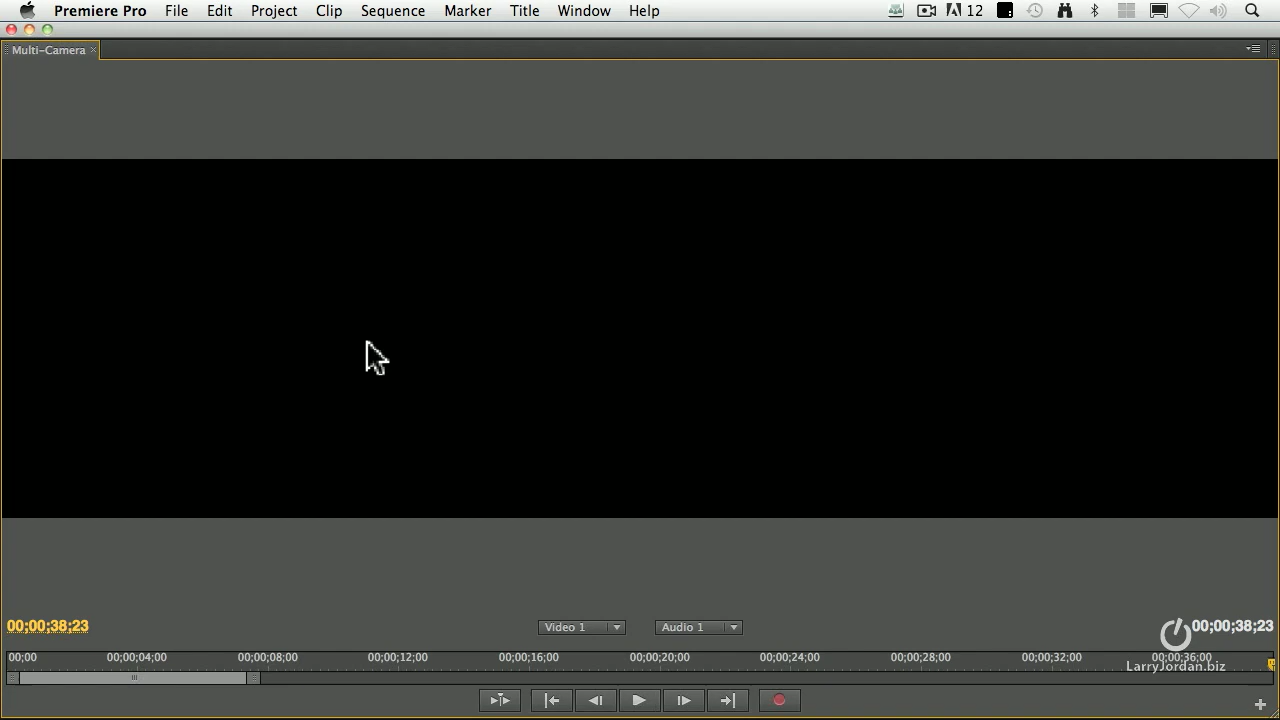 Premiere Pro File Edit Project Clip Sequence Marker Title Window Help 12
Multi-Camera
00;00;38;23 Video 1 Audio 1 00;00;38;23
00;00 00;00;04;00 00;00;08;00 00;00;12;00 00;00;16;00 00;00;20;00 00;00;24;00 00;00;28;00 00;00;32;00 00;00;36;00
LarryJordan.biz